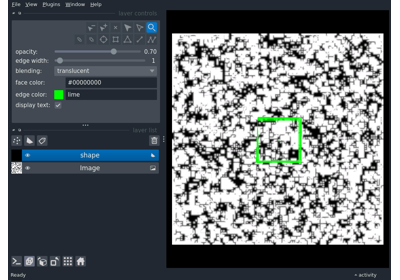 File View Plugins Window Help
layer controls
opacity: 0.70
edge width: 1
blending: translucent
face color: #00000000
edge color: lime
display text:
layer list
shape
Image
Ready
activity